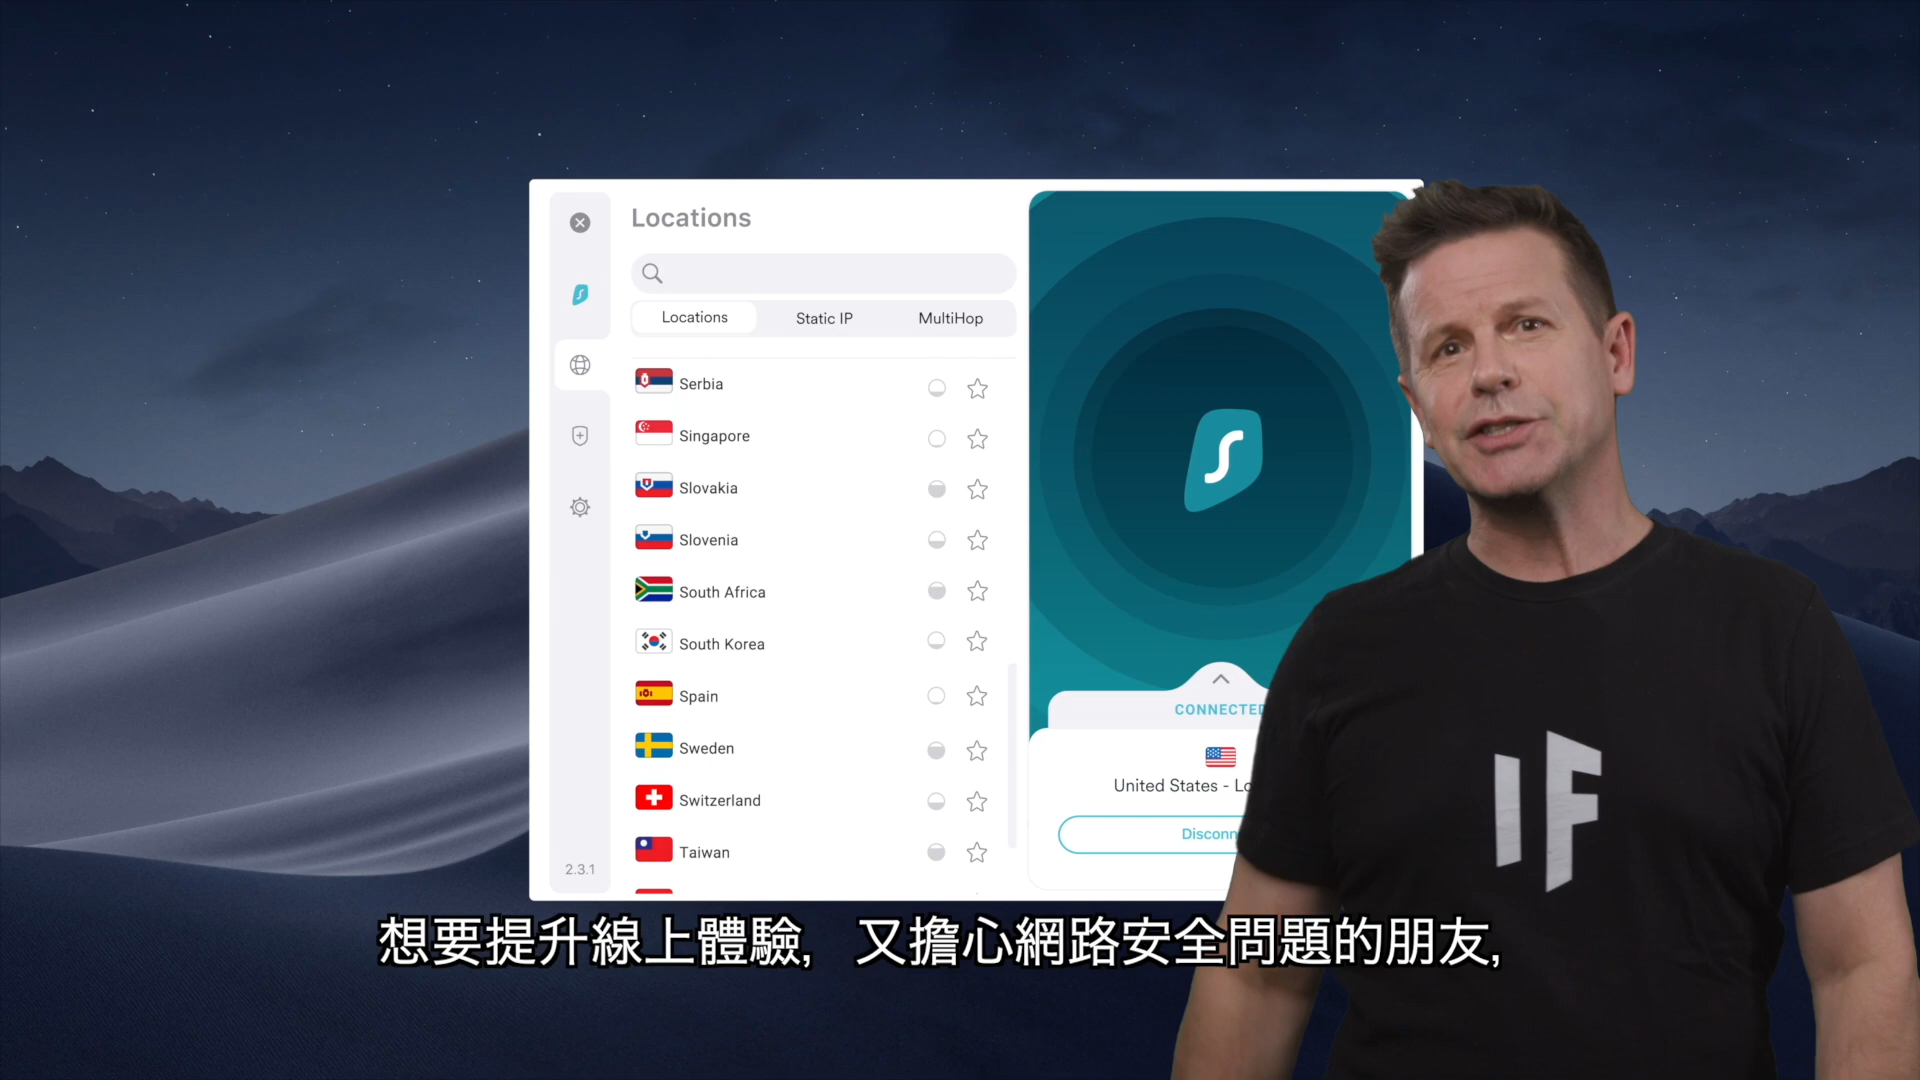 Locations
Locations Static IP MultiHop
Serbia
Singapore
Slovakia
Slovenia
South Africa
South Korea
Spain
Sweden
Switzerland
Taiwan
2.3.1
CONNECTED
United States - Lo
Disconn
IF
想要提升線上體驗, 又擔心網路安全問題的朋友,